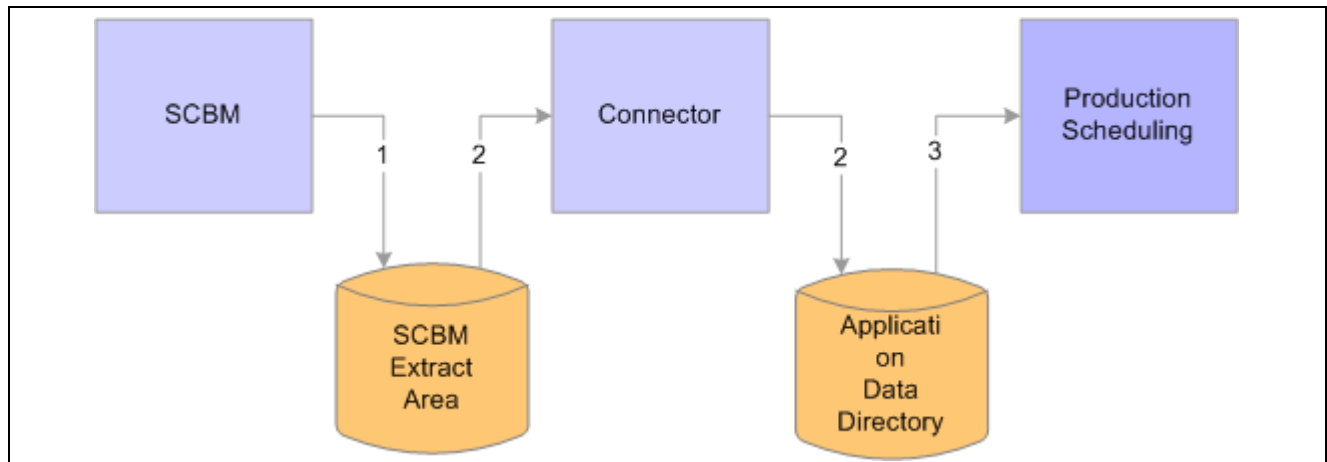 SCBM
Connector
Production
Scheduling
1
2
2
3
SCBM
Extract
Area
Applicati
on
Data
Directory